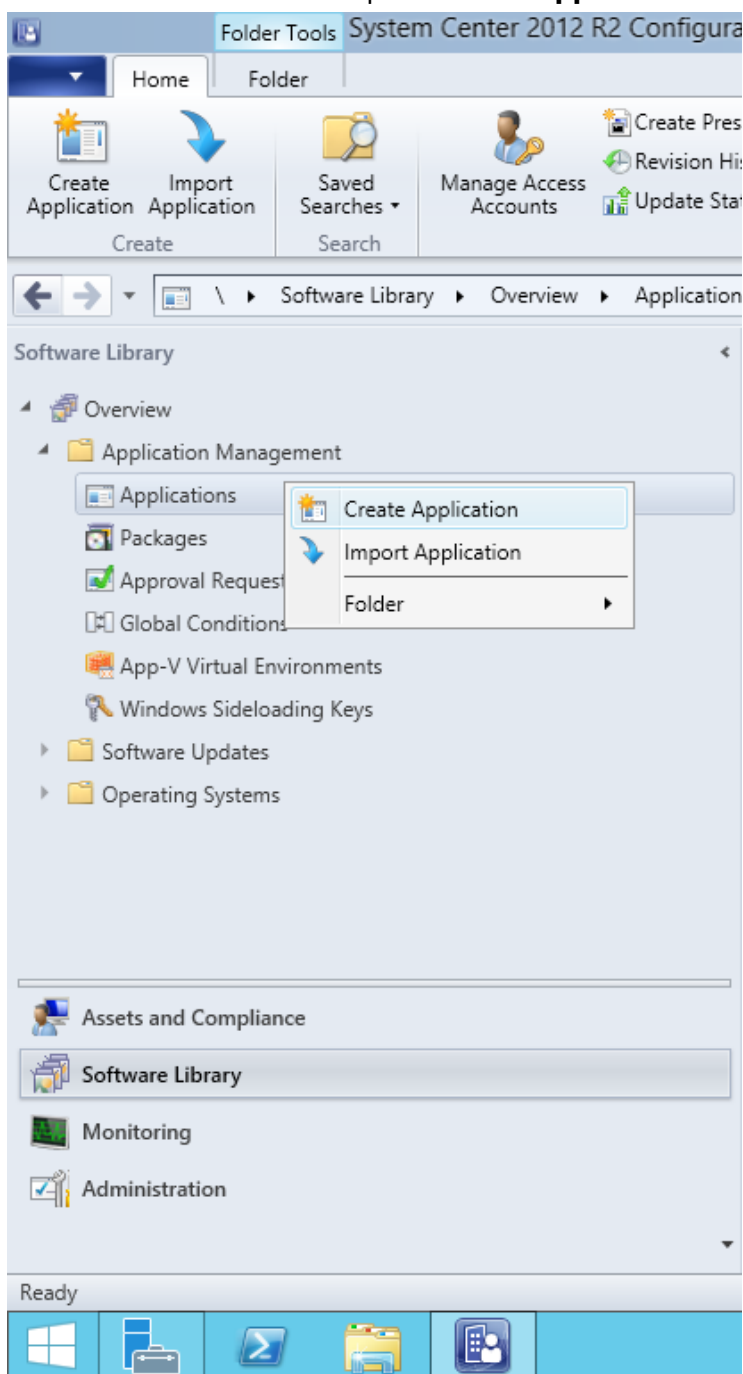 Folder Tools System Center 2012 R2 Configura
Home Folder
Create Application
Import Application
Saved Searches
Manage Access Accounts
Create Pres
Revision His
Update Stat
Create
Search
\ Software Library Overview Application
Software Library
Overview
Application Management
Applications
Create Application
Packages
Import Application
Approval Request
Folder
Global Conditions
App-V Virtual Environments
Windows Sideloading Keys
Software Updates
Operating Systems
Assets and Compliance
Software Library
Monitoring
Administration
Ready